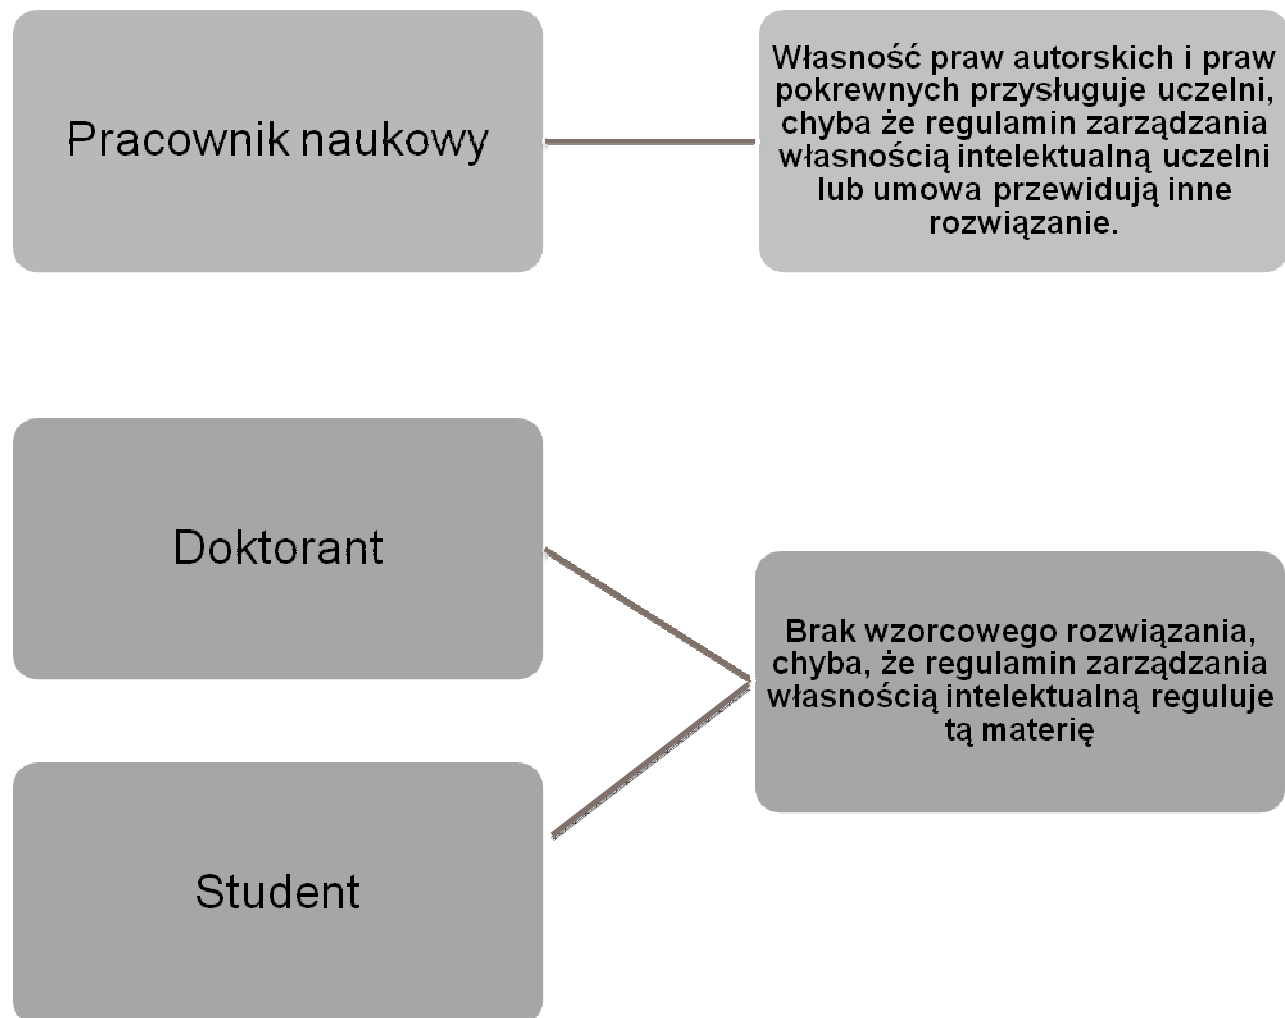 Pracownik naukowy
Własność praw autorskich i praw
pokrewnych przysługuje uczelni,
chyba że regulamin zarządzania
własnością intelektualną uczelni
lub umowa przewidują inne
rozwiązanie.
Doktorant
Brak wzorcowego rozwiązania,
chyba, że regulamin zarządzania
własnością intelektualną reguluje
tą materię
Student